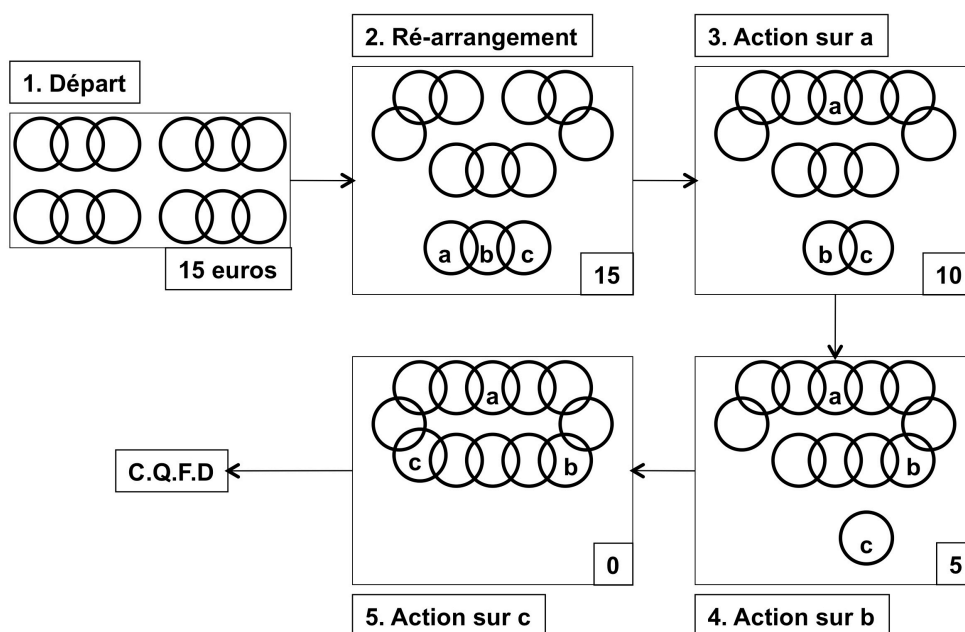 1. Départ
15 euros
2. Ré-arrangement
a b c
15
3. Action sur a
a
b c
10
4. Action sur b
a
b
c
5
5. Action sur c
a
c b
0
C.Q.F.D